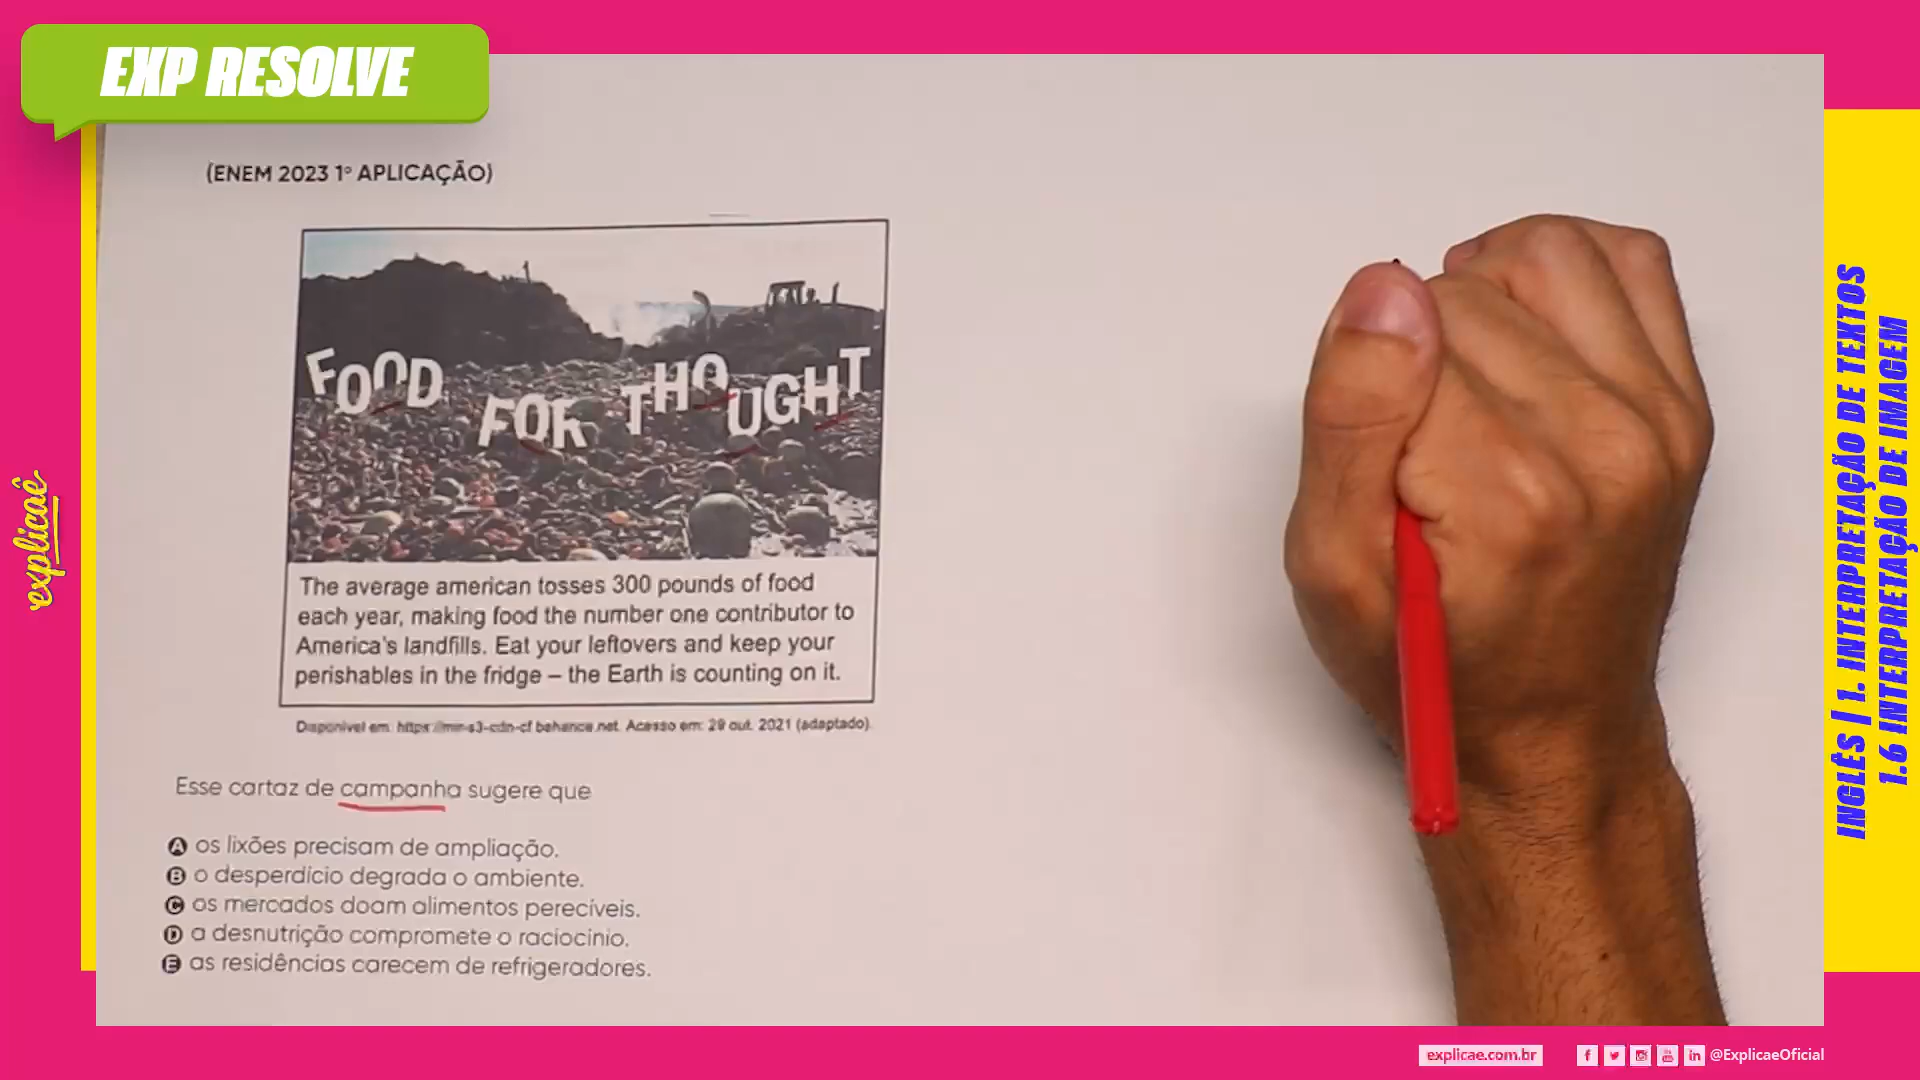 EXP RESOLVE
(ENEM 2023 1º APLICAÇÃO)
FOOD FOR THOUGHT
The average american tosses 300 pounds of food
each year, making food the number one contributor to
America's landfills. Eat your leftovers and keep your
perishables in the fridge – the Earth is counting on it.
Disponível em: https://mir-s3-cdn-cf.behance.net. Acesso em: 29 out. 2021 (adaptado).
Esse cartaz de campanha sugere que
A os lixões precisam de ampliação.
B o desperdício degrada o ambiente.
C os mercados doam alimentos perecíveis.
D a desnutrição compromete o raciocínio.
E as residências carecem de refrigeradores.
explicaê
INGLÊS | 1. INTERPRETAÇÃO DE TEXTOS
1.6 INTERPRETAÇÃO DE IMAGEM
explicae.com.br
@ExplicaeOficial